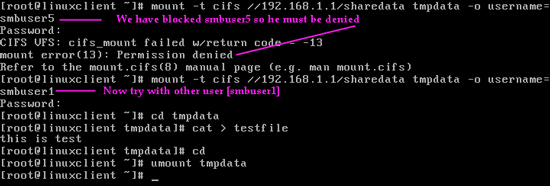 [root@linuxclient ~]# mount -t cifs //192.168.1.1/sharedata tmpdata -o username=
smbuser5 We have blocked smbuser5 so he must be denied
Password:
CIFS VFS: cifs_mount failed w/return code = -13
mount error(13): Permission denied
Refer to the mount.cifs(8) manual page (e.g. man mount.cifs)
[root@linuxclient ~]# mount -t cifs //192.168.1.1/sharedata tmpdata -o username=
smbuser1 Now try with other user [smbuser1]
Password:
[root@linuxclient ~]# cd tmpdata
[root@linuxclient tmpdata]# cat > testfile
this is test
[root@linuxclient tmpdata]# cd
[root@linuxclient ~]# umount tmpdata
[root@linuxclient ~]# _